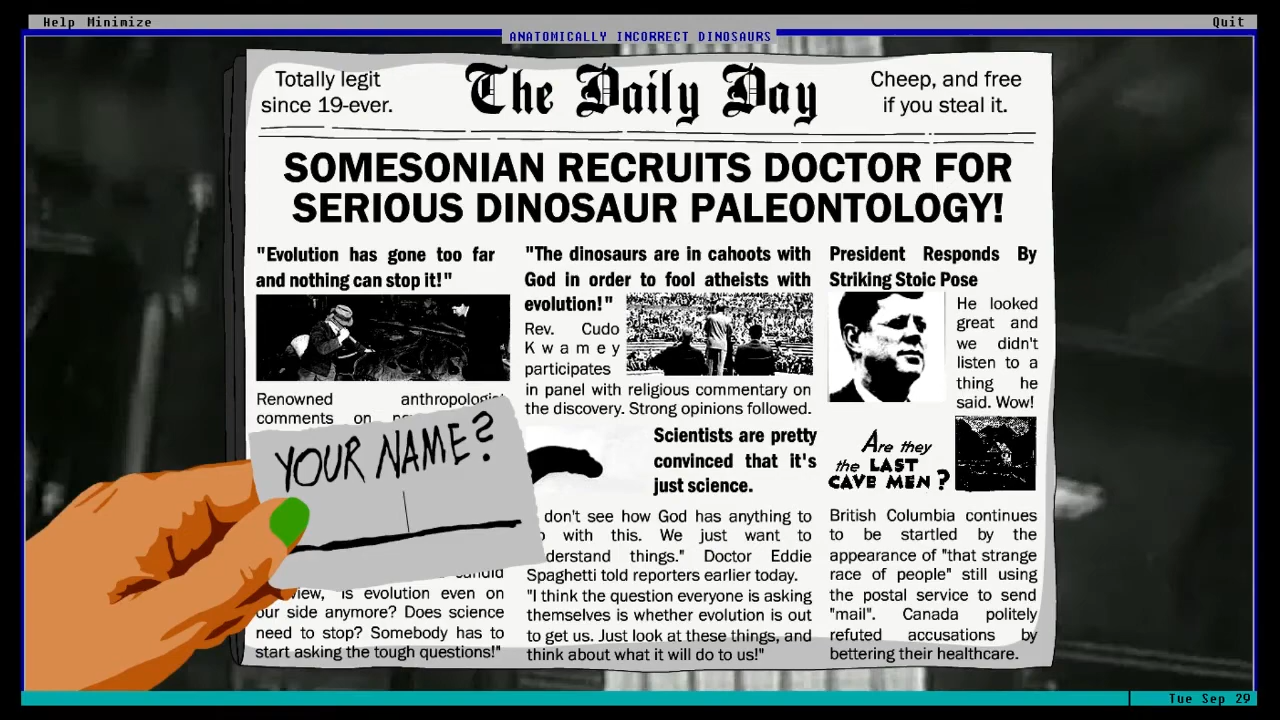 Help Minimize
Quit
ANATOMICALLY INCORRECT DINOSAURS
Totally legit
since 19-ever.
The Daily Day
Cheep, and free
if you steal it.
SOMESONIAN RECRUITS DOCTOR FOR
SERIOUS DINOSAUR PALEONTOLOGY!
"Evolution has gone too far
and nothing can stop it!"
Renowned anthropologist
comments on
YOUR NAME?
view, "is evolution even on
our side anymore? Does science
need to stop? Somebody has to
start asking the tough questions!"
"The dinosaurs are in cahoots with
God in order to fool atheists with
evolution!"
Rev. Cudo
Kwamey
participates
in panel with religious commentary on
the discovery. Strong opinions followed.
Scientists are pretty
convinced that it's
just science.
don't see how God has anything to
with this. We just want to
understand things." Doctor Eddie
Spaghetti told reporters earlier today.
"I think the question everyone is asking
themselves is whether evolution is out
to get us. Just look at these things, and
think about what it will do to us!"
President Responds By
Striking Stoic Pose
He looked
great and
we didn't
listen to a
thing he
said. Wow!
Are they
the LAST
CAVE MEN?
British Columbia continues
to be startled by the
appearance of "that strange
race of people" still using
the postal service to send
"mail". Canada politely
refuted accusations by
bettering their healthcare.
Tue Sep 29